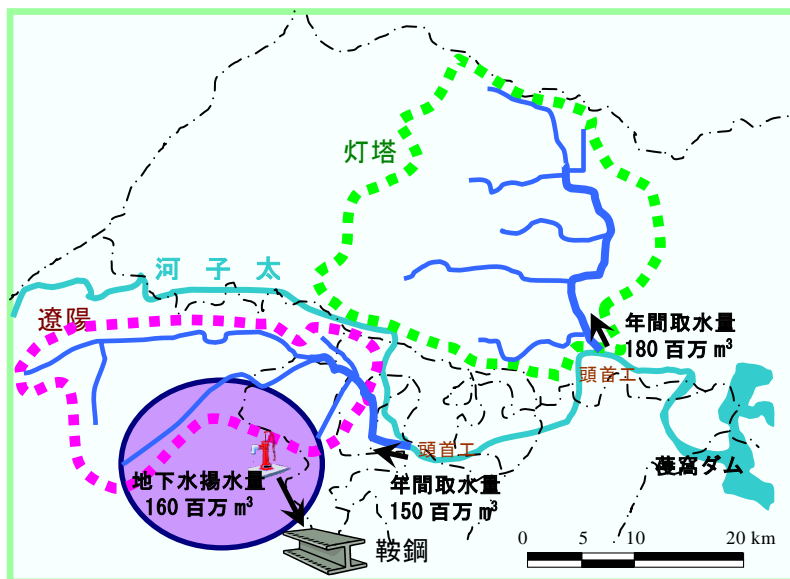 灯塔
河 子 太
遼陽
年間取水量
180 百万 m³
頭首工
頭首工
葠窩ダム
地下水揚水量
160 百万 m³
年間取水量
150 百万 m³
鞍鋼
0 5 10 20 km